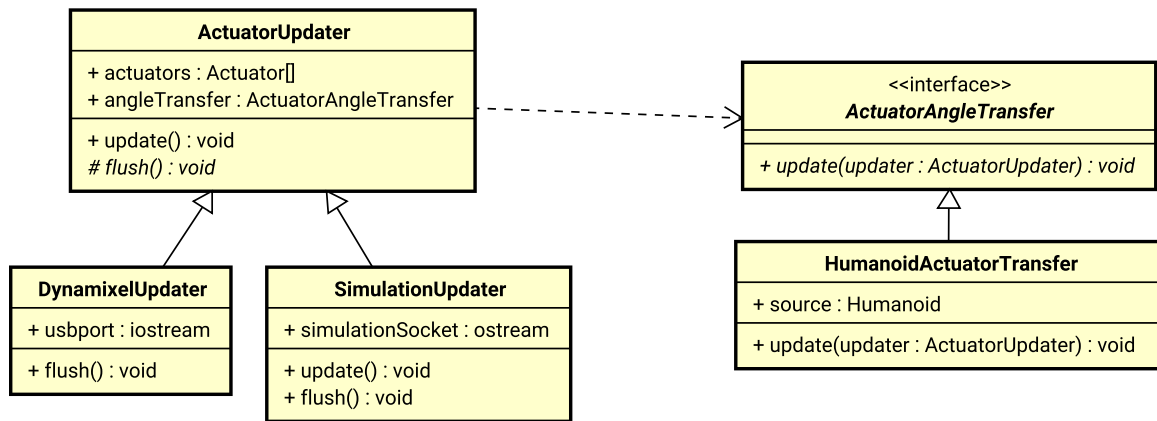 ActuatorUpdater
+ actuators : Actuator[]
+ angleTransfer : ActuatorAngleTransfer
+ update() : void
# flush() : void
<<interface>>
ActuatorAngleTransfer
+ update(updater : ActuatorUpdater) : void
DynamixelUpdater
+ usbport : iostream
+ flush() : void
SimulationUpdater
+ simulationSocket : ostream
+ update() : void
+ flush() : void
HumanoidActuatorTransfer
+ source : Humanoid
+ update(updater : ActuatorUpdater) : void